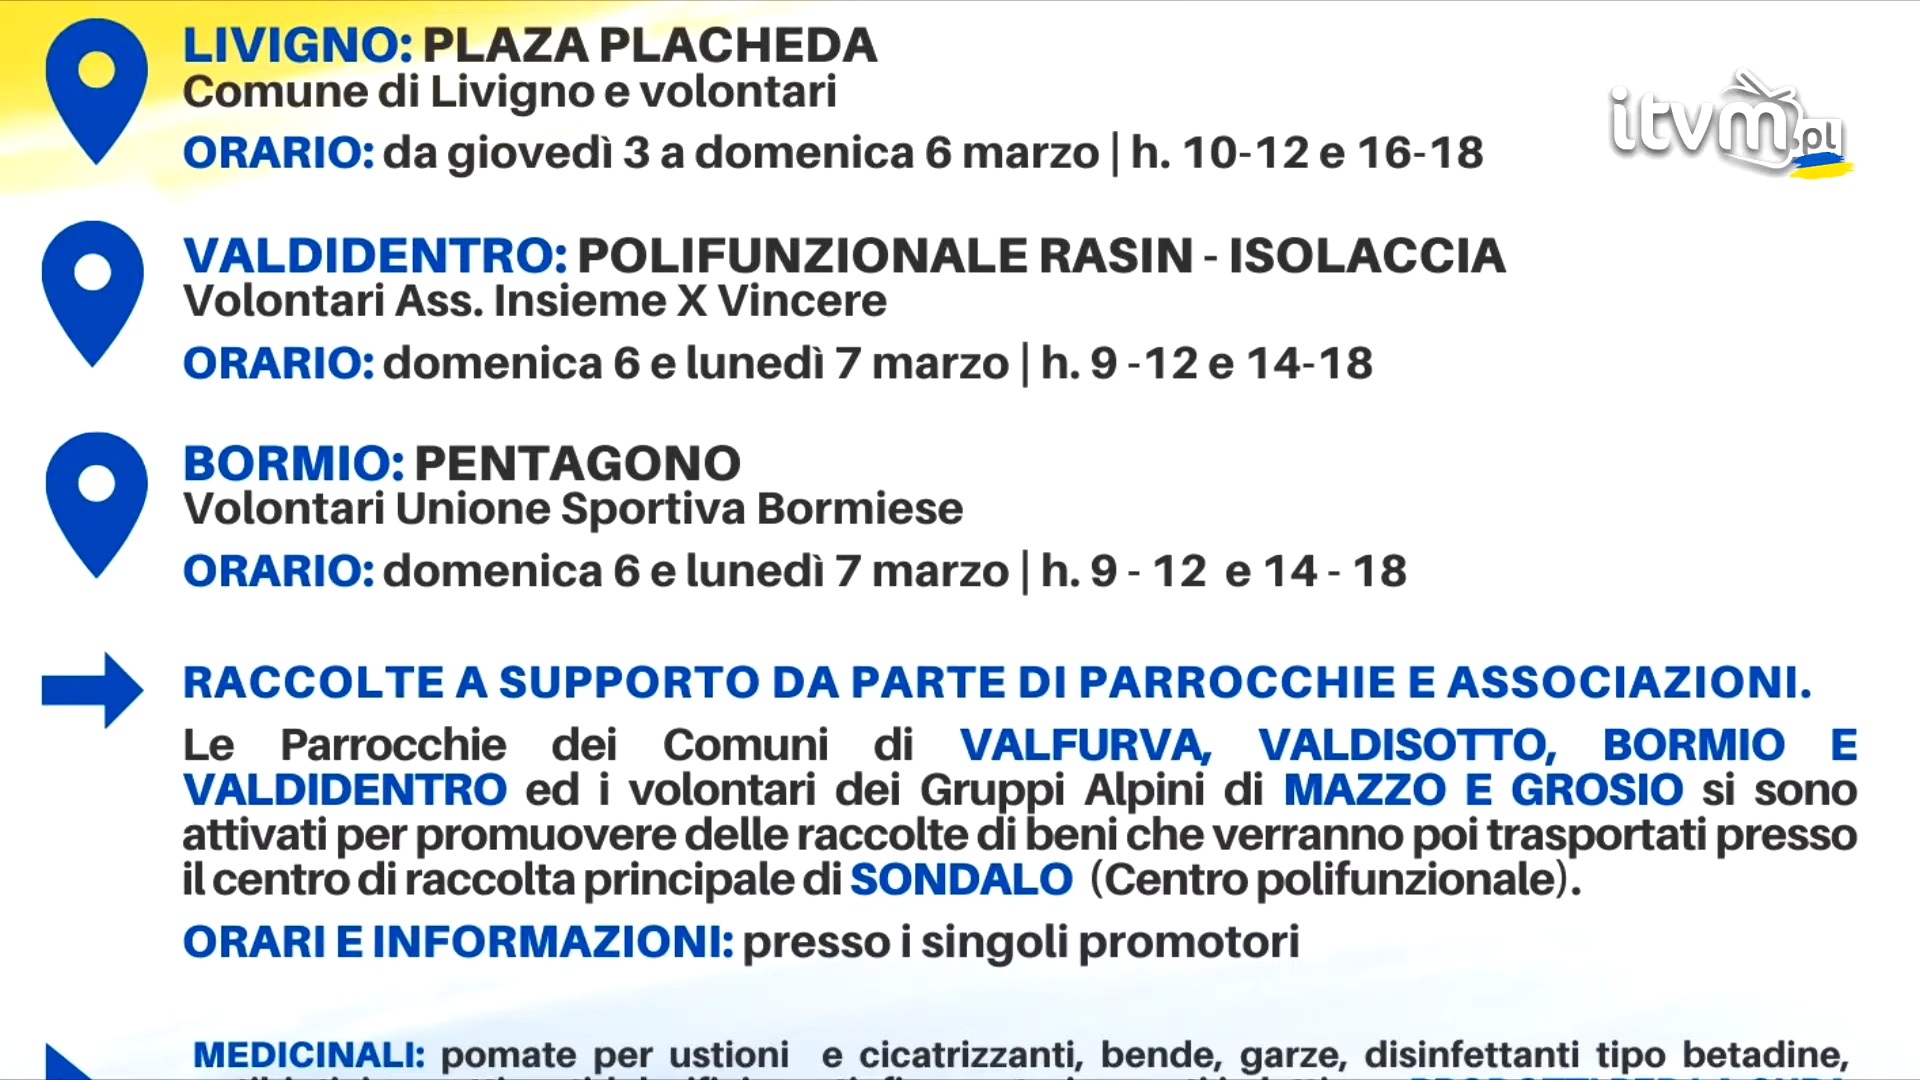 LIVIGNO: PLAZA PLACHEDA
Comune di Livigno e volontari
ORARIO: da giovedì 3 a domenica 6 marzo | h. 10-12 e 16-18
itvm.pl
VALDIDENTRO: POLIFUNZIONALE RASIN - ISOLACCIA
Volontari Ass. Insieme X Vincere
ORARIO: domenica 6 e lunedì 7 marzo | h. 9 -12 e 14-18
BORMIO: PENTAGONO
Volontari Unione Sportiva Bormiese
ORARIO: domenica 6 e lunedì 7 marzo | h. 9 - 12 e 14 - 18
RACCOLTE A SUPPORTO DA PARTE DI PARROCCHIE E ASSOCIAZIONI.
Le Parrocchie dei Comuni di VALFURVA, VALDISOTTO, BORMIO E
VALDIDENTRO ed i volontari dei Gruppi Alpini di MAZZO E GROSIO si sono
attivati per promuovere delle raccolte di beni che verranno poi trasportati presso
il centro di raccolta principale di SONDALO (Centro polifunzionale).
ORARI E INFORMAZIONI: presso i singoli promotori
MEDICINALI: pomate per ustioni e cicatrizzanti, bende, garze, disinfettanti tipo betadine,